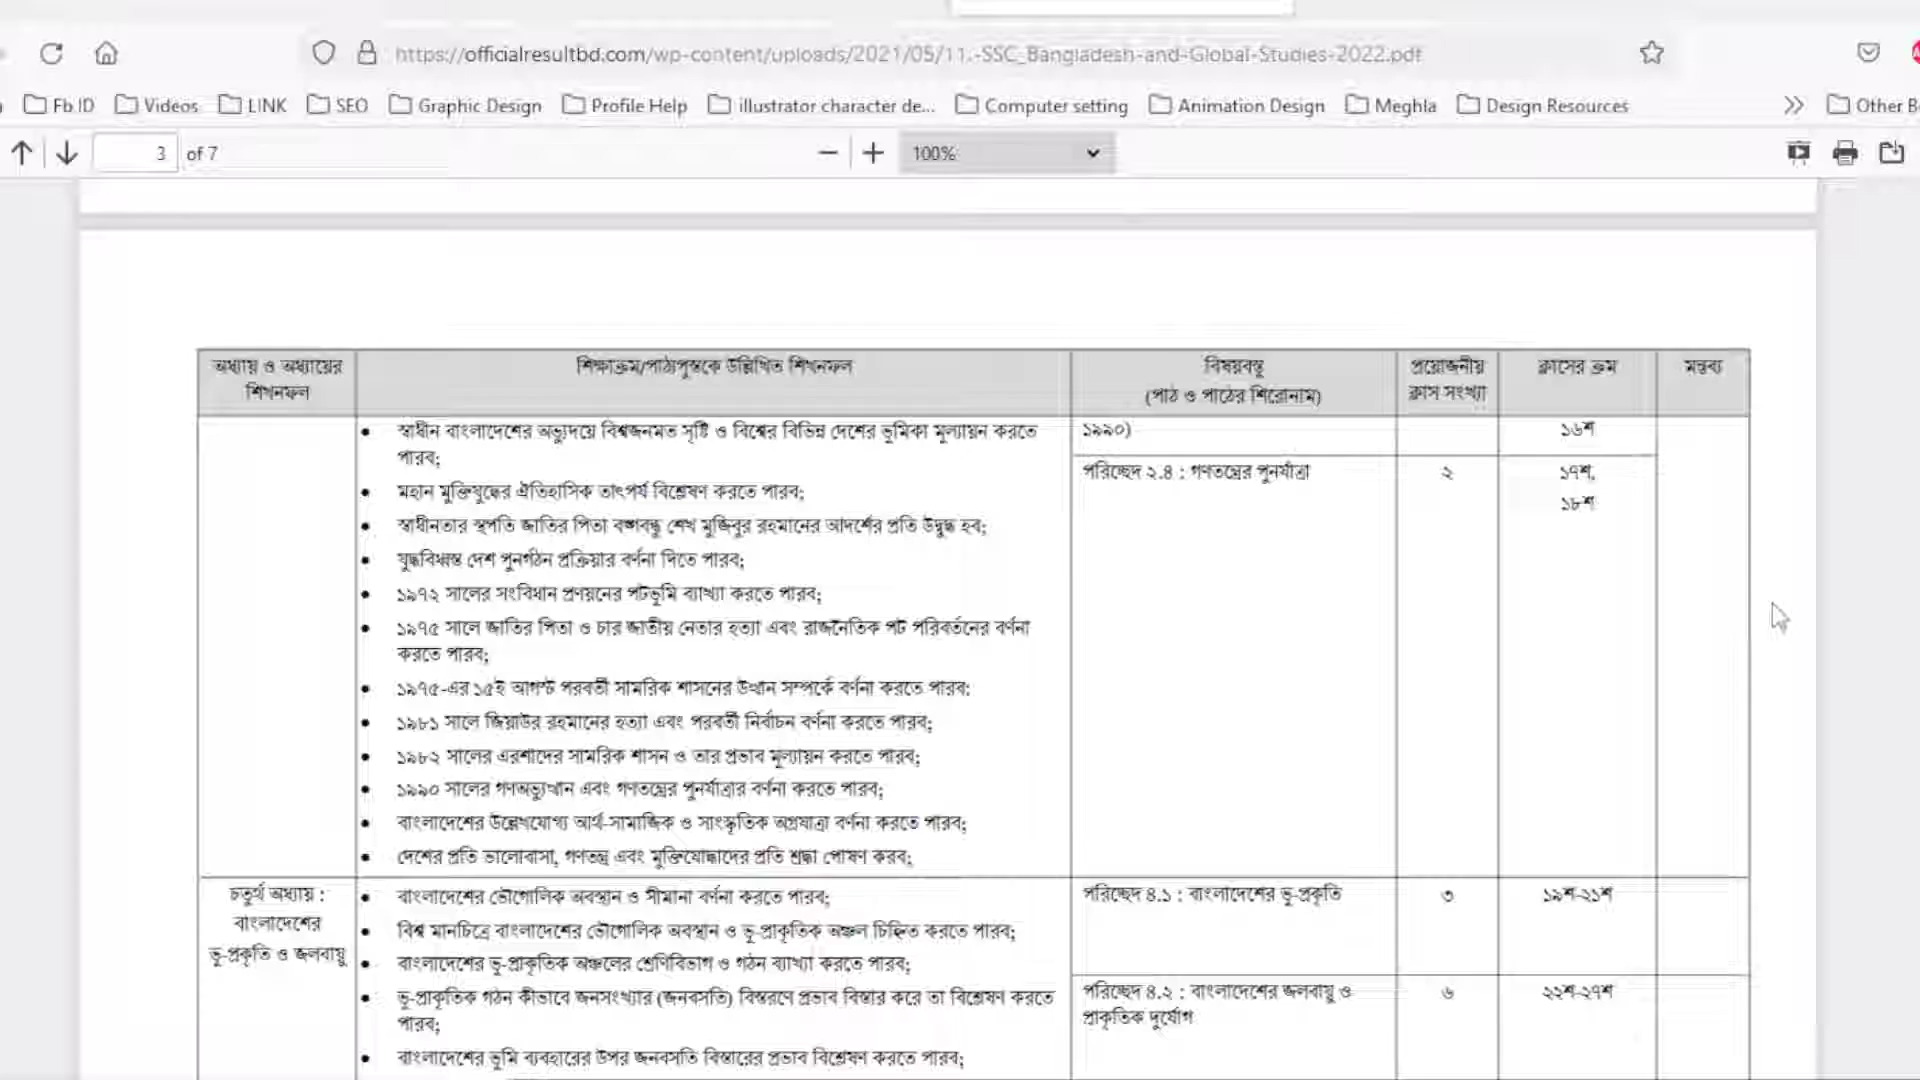 https://officialresultbd.com/wp-content/uploads/2021/05/11.-SSC_Bangladesh-and-Global-Studies-2022.pdf
Fb ID Videos LINK SEO Graphic Design Profile Help illustrator character de... Computer setting Animation Design Meghla Design Resources Other B
3 of 7 100%
অধ্যায় ও অধ্যায়ের শিক্ষাক্রম/পাঠ্যপুস্তকে উল্লিখিত শিখনফল বিষয়বস্তু প্রয়োজনীয় ক্লাসের ক্রম মন্তব্য
শিখনফল (পাঠ ও পাঠের শিরোনাম) ক্লাস সংখ্যা
• স্বাধীন বাংলাদেশের অভ্যুদয়ে বিশ্বজনমত সৃষ্টি ও বিশ্বের বিভিন্ন দেশের ভূমিকা মূল্যায়ন করতে ১৯৯০) ১৬শ
পারব;
পরিচ্ছেদ ২.৪ : গণতন্ত্রের পুনর্যাত্রা ২ ১৭শ,
• মহান মুক্তিযুদ্ধের ঐতিহাসিক তাৎপর্য বিশ্লেষণ করতে পারব;
১৮শ
• স্বাধীনতার স্থপতি জাতির পিতা বঙ্গবন্ধু শেখ মুজিবুর রহমানের আদর্শের প্রতি উদ্বুদ্ধ হব;
• যুদ্ধবিধ্বস্ত দেশ পুনর্গঠন প্রক্রিয়ার বর্ণনা দিতে পারব;
• ১৯৭২ সালের সংবিধান প্রণয়নের পটভূমি ব্যাখ্যা করতে পারব;
• ১৯৭৫ সালে জাতির পিতা ও চার জাতীয় নেতার হত্যা এবং রাজনৈতিক পট পরিবর্তনের বর্ণনা
করতে পারব;
• ১৯৭৫-এর ১৫ই আগস্ট পরবর্তী সামরিক শাসনের উত্থান সম্পর্কে বর্ণনা করতে পারব;
• ১৯৮১ সালে জিয়াউর রহমানের হত্যা এবং পরবর্তী নির্বাচন বর্ণনা করতে পারব;
• ১৯৮২ সালের এরশাদের সামরিক শাসন ও তার প্রভাব মূল্যায়ন করতে পারব;
• ১৯৯০ সালের গণঅভ্যুত্থান এবং গণতন্ত্রের পুনর্যাত্রার বর্ণনা করতে পারব;
• বাংলাদেশের উল্লেখযোগ্য আর্থ-সামাজিক ও সাংস্কৃতিক অগ্রযাত্রা বর্ণনা করতে পারব;
• দেশের প্রতি ভালোবাসা, গণতন্ত্র এবং মুক্তিযোদ্ধাদের প্রতি শ্রদ্ধা পোষণ করব;
চতুর্থ অধ্যায় : • বাংলাদেশের ভৌগোলিক অবস্থান ও সীমানা বর্ণনা করতে পারব; পরিচ্ছেদ ৪.১ : বাংলাদেশের ভূ-প্রকৃতি ৩ ১৯শ-২১শ
বাংলাদেশের • বিশ্ব মানচিত্রে বাংলাদেশের ভৌগোলিক অবস্থান ও ভূ-প্রাকৃতিক অঞ্চল চিহ্নিত করতে পারব;
ভূ-প্রকৃতি ও জলবায়ু • বাংলাদেশের ভূ-প্রাকৃতিক অঞ্চলের শ্রেণিবিভাগ ও গঠন ব্যাখ্যা করতে পারব;
• ভূ-প্রাকৃতিক গঠন কীভাবে জনসংখ্যার (জনবসতি) বিস্তরণে প্রভাব বিস্তার করে তা বিশ্লেষণ করতে পরিচ্ছেদ ৪.২ : বাংলাদেশের জলবায়ু ও ৬ ২২শ-২৭শ
পারব; প্রাকৃতিক দুর্যোগ
• বাংলাদেশের ভূমি ব্যবহারের উপর জনবসতি বিস্তারের প্রভাব বিশ্লেষণ করতে পারব;